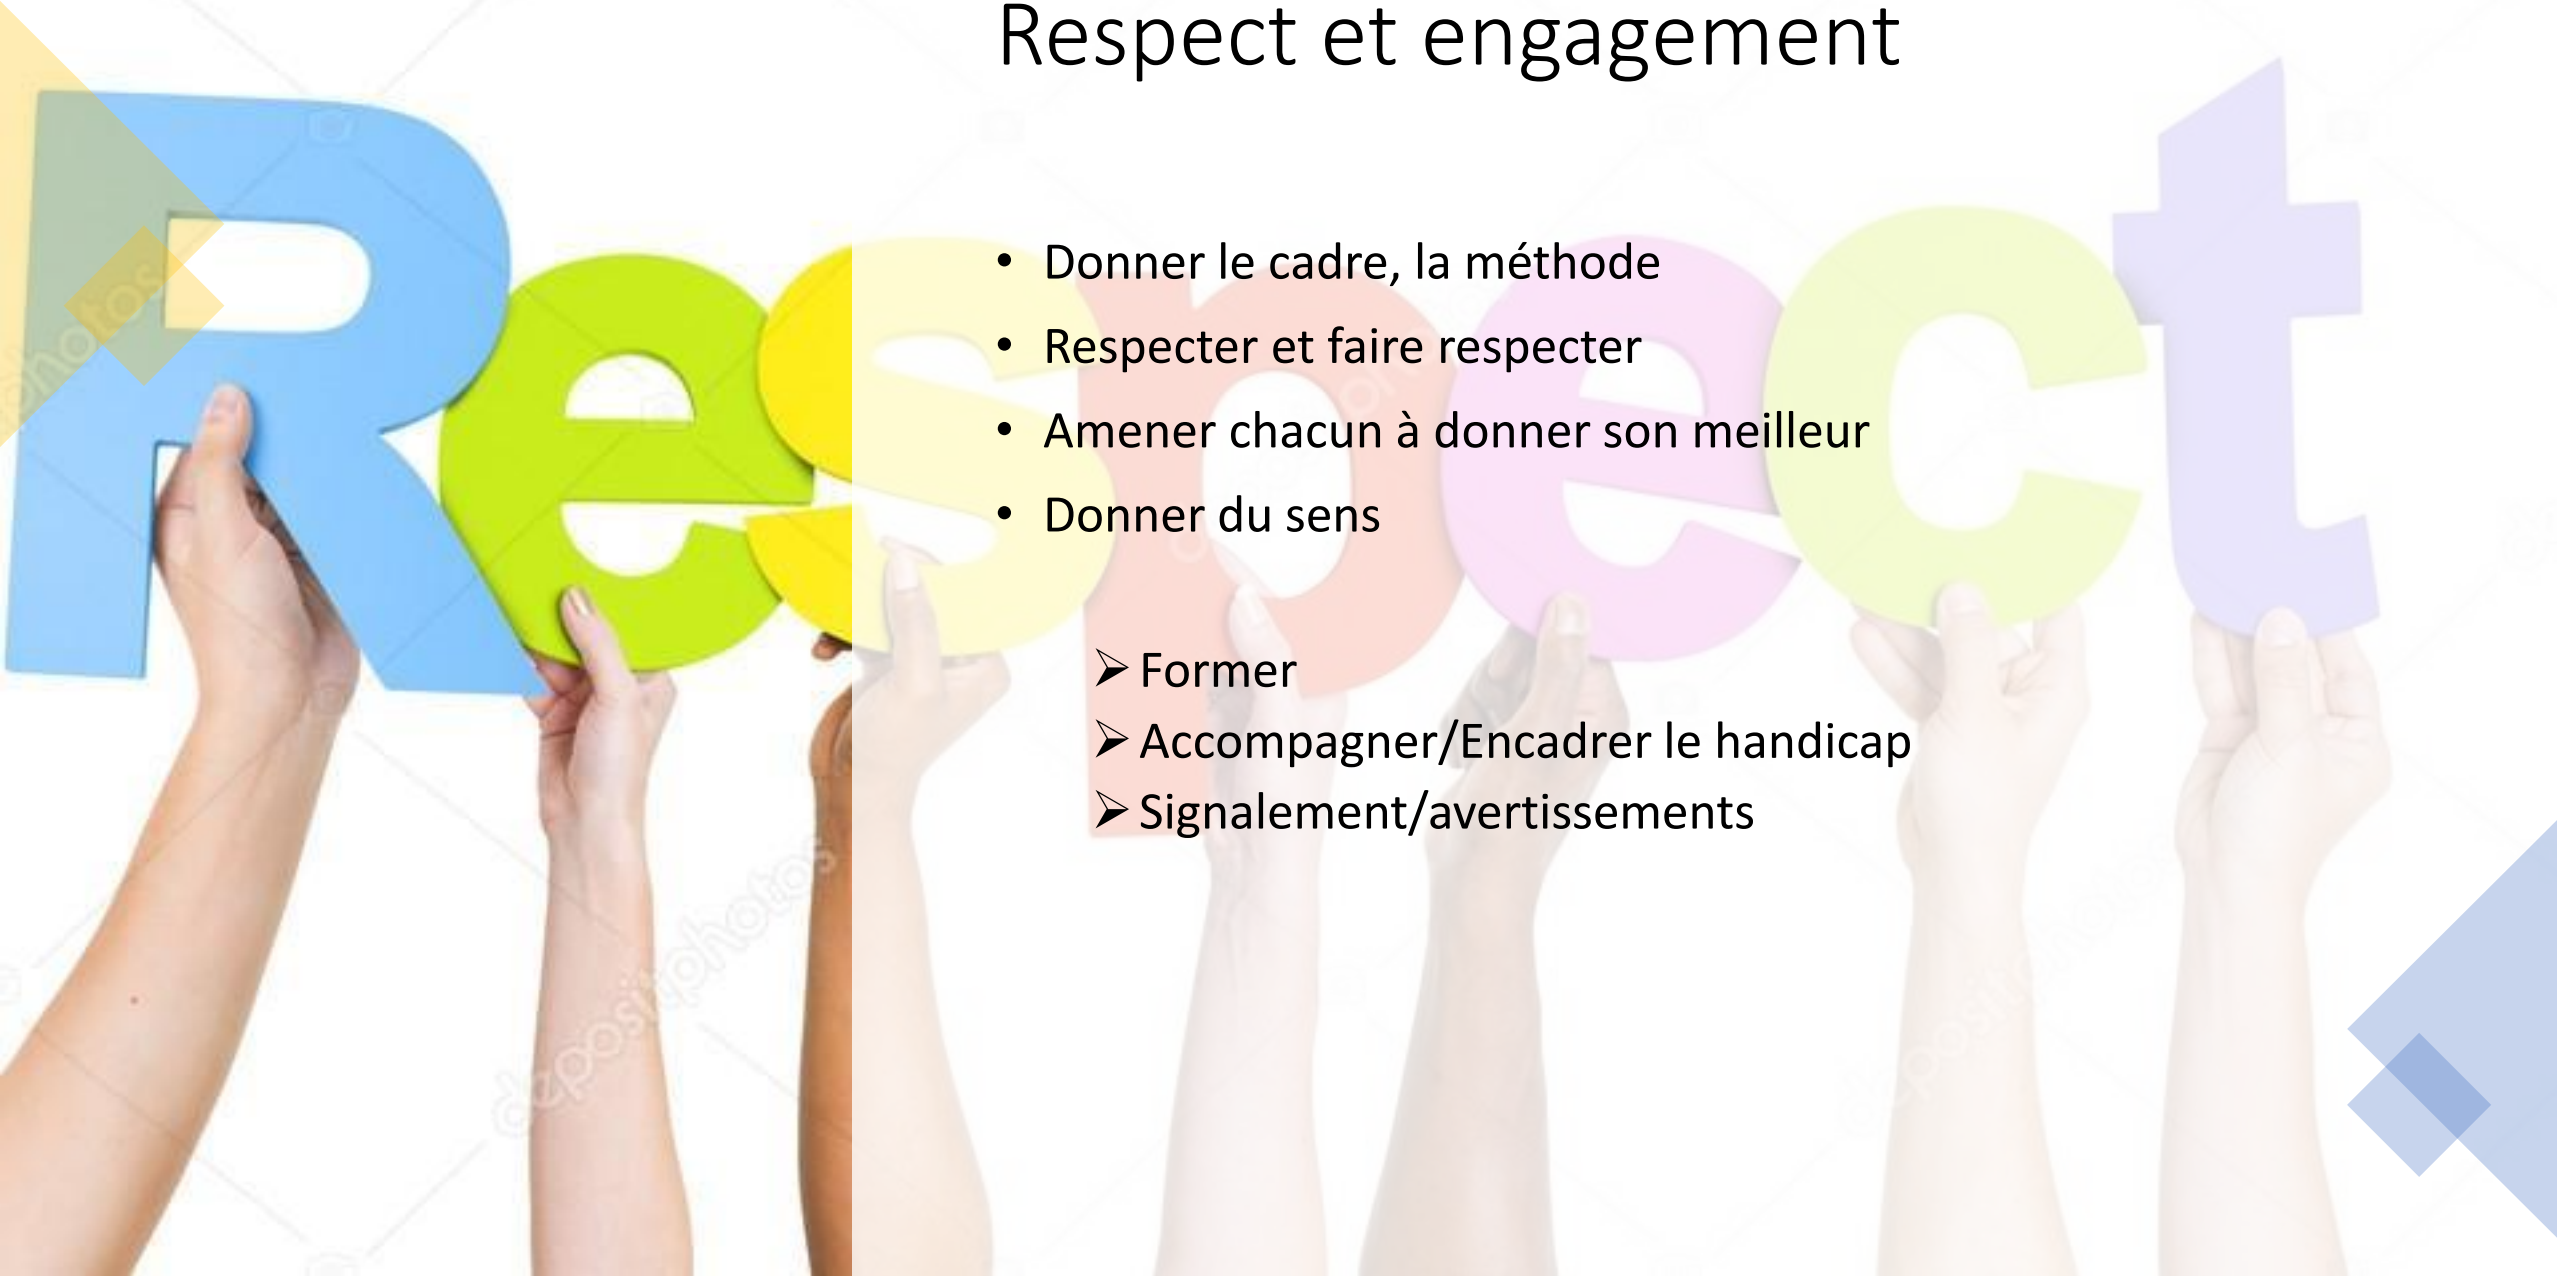 Respect et engagement
Respect
• Donner le cadre, la méthode
• Respecter et faire respecter
• Amener chacun à donner son meilleur
• Donner du sens
➢ Former
➢ Accompagner/Encadrer le handicap
➢ Signalement/avertissements
depositphotos